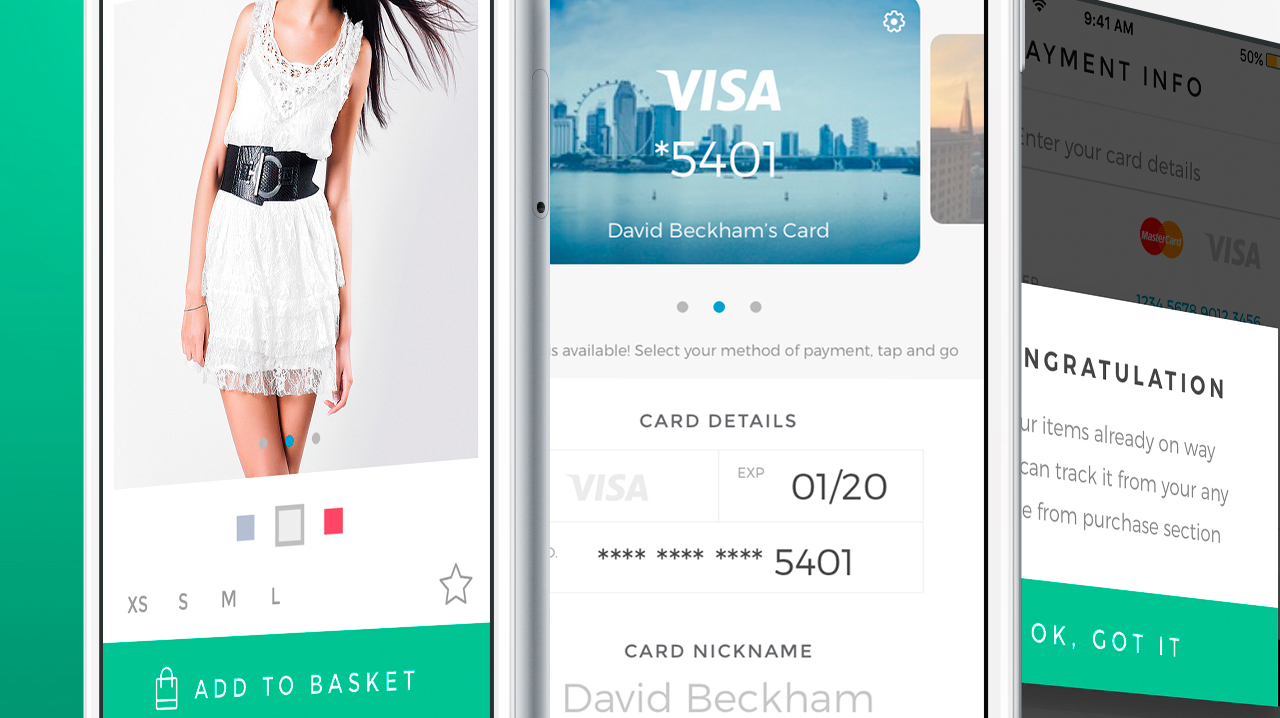 XS S M L
ADD TO BASKET
VISA
*5401
David Beckham's Card
s available! Select your method of payment, tap and go
CARD DETAILS
VISA
EXP 01/20
**** **** **** 5401
CARD NICKNAME
David Beckham
9:41 AM
50%
AYMENT INFO
Enter your card details
MasterCard VISA
1234 5678 9012 3456
NGRATULATION
ur items already on way
can track it from your any
e from purchase section
OK, GOT IT